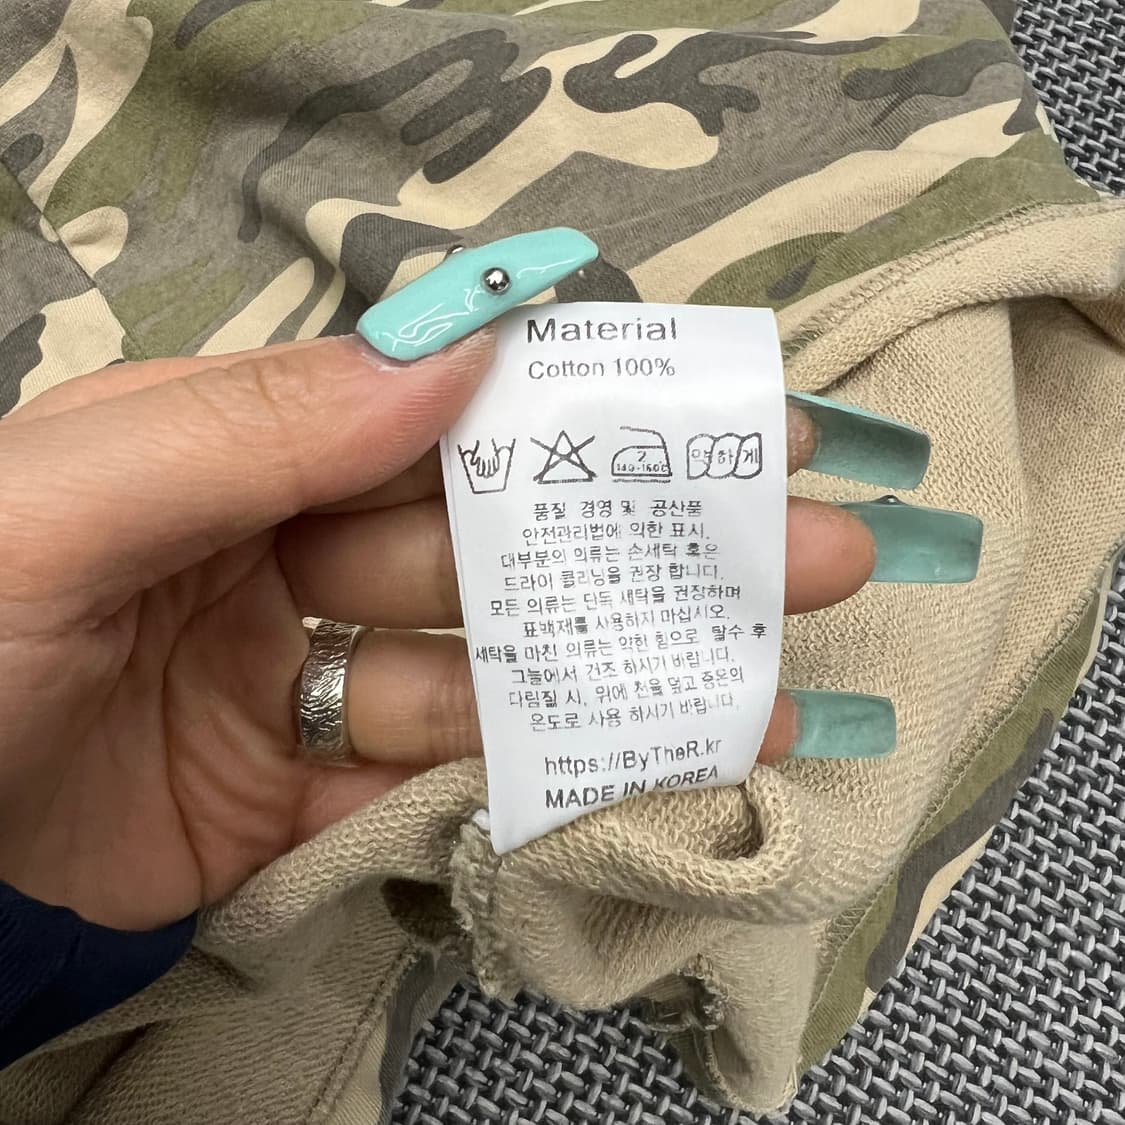 Material
Cotton 100%
2
140-160℃
약하게
품질 경영 및 공산품
안전관리법에 의한 표시.
대부분의 의류는 손세탁 혹은
드라이 클리닝을 권장 합니다.
모든 의류는 단독 세탁을 권장하며
표백제를 사용하지 마십시오.
세탁을 마친 의류는 약한 힘으로 탈수 후
그늘에서 건조 하시기 바랍니다.
다림질 시, 위에 천을 덮고 중온의
온도로 사용 하시기 바랍니다.
https://ByTheR.kr
MADE IN KOREA